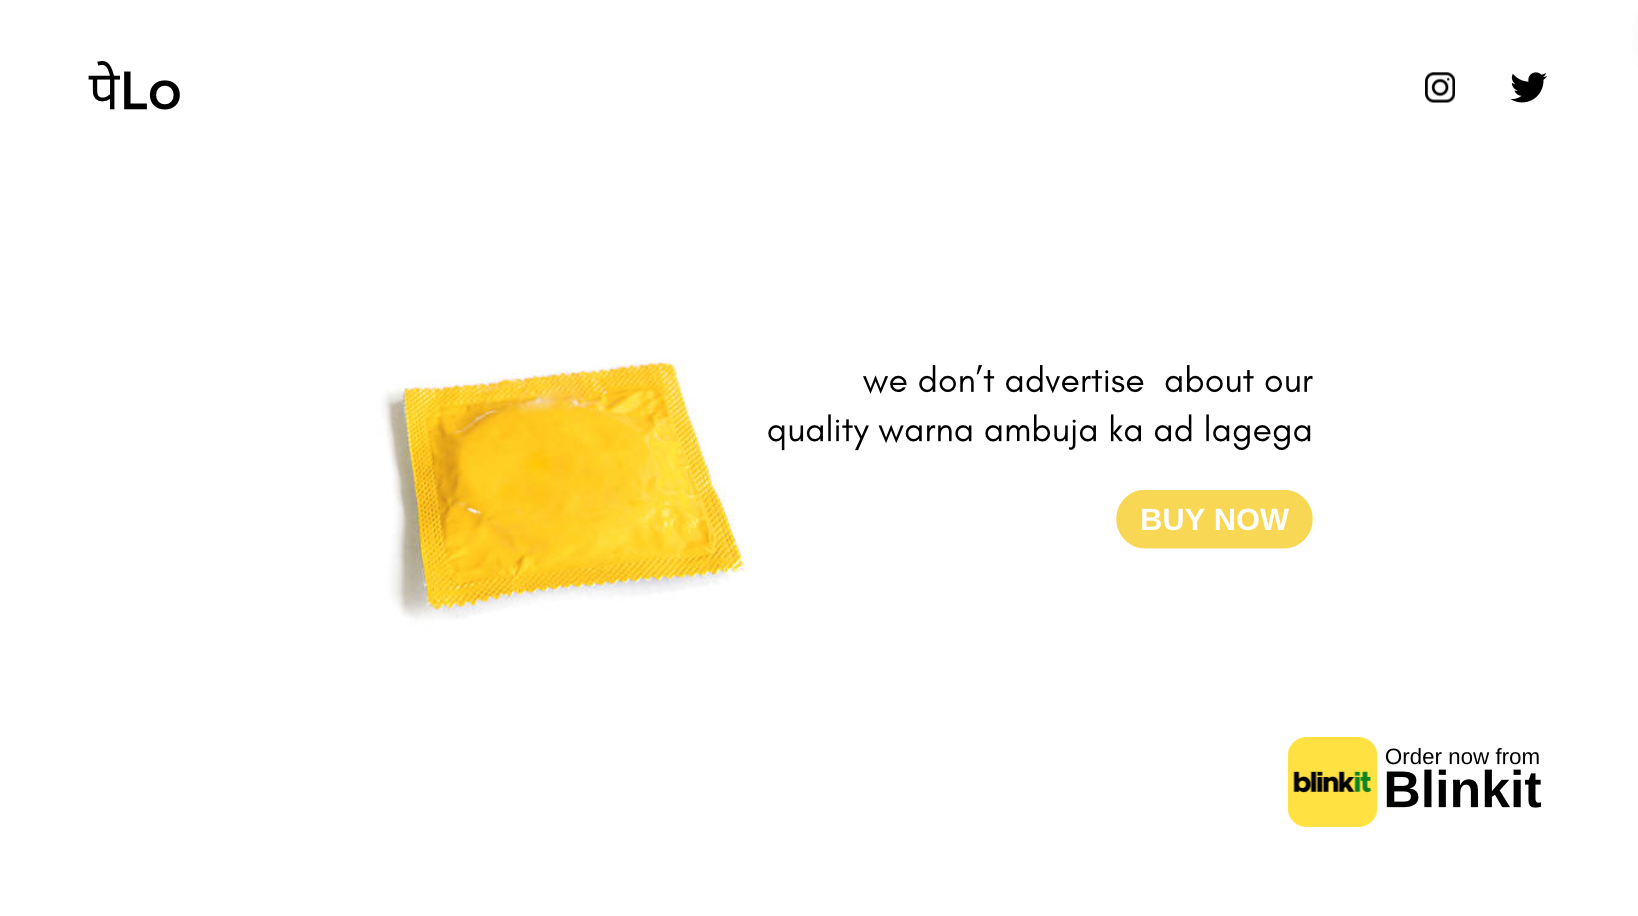 पेLo
we don’t advertise  about our
quality warna ambuja ka ad lagega
BUY NOW
blinkit
Order now from
Blinkit